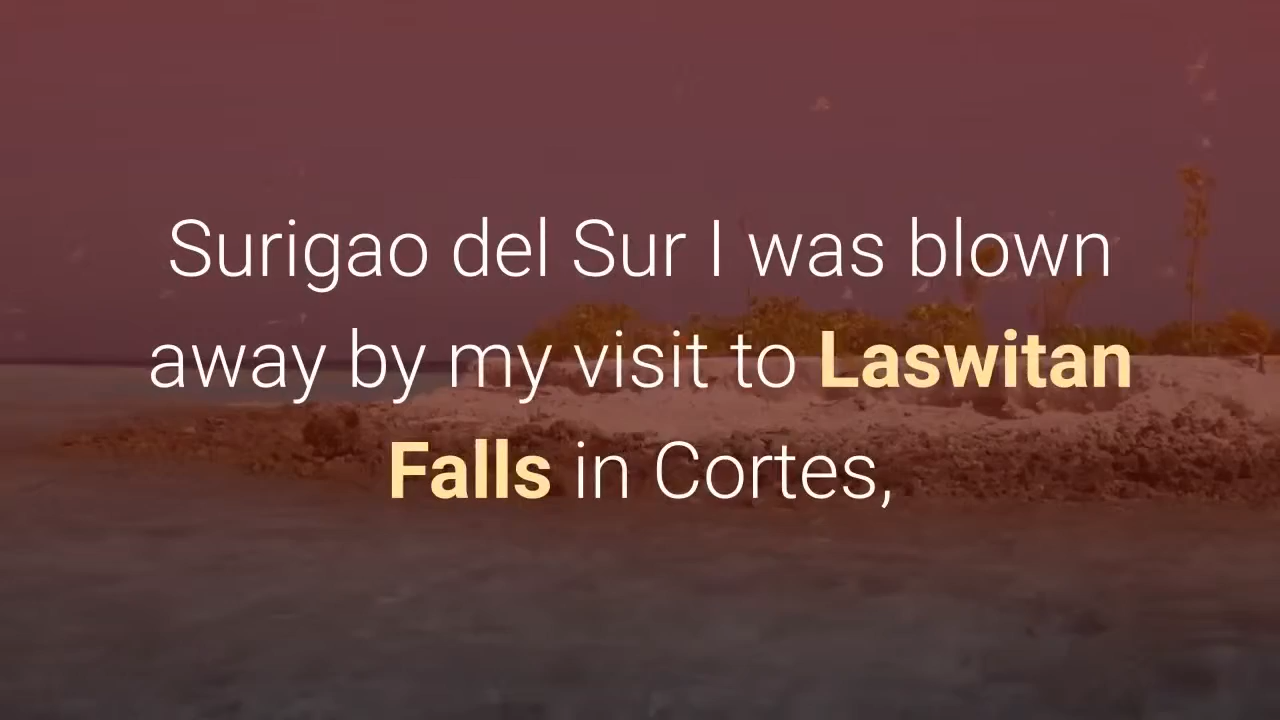 Surigao del Sur I was blown
away by my visit to Laswitan
Falls in Cortes,